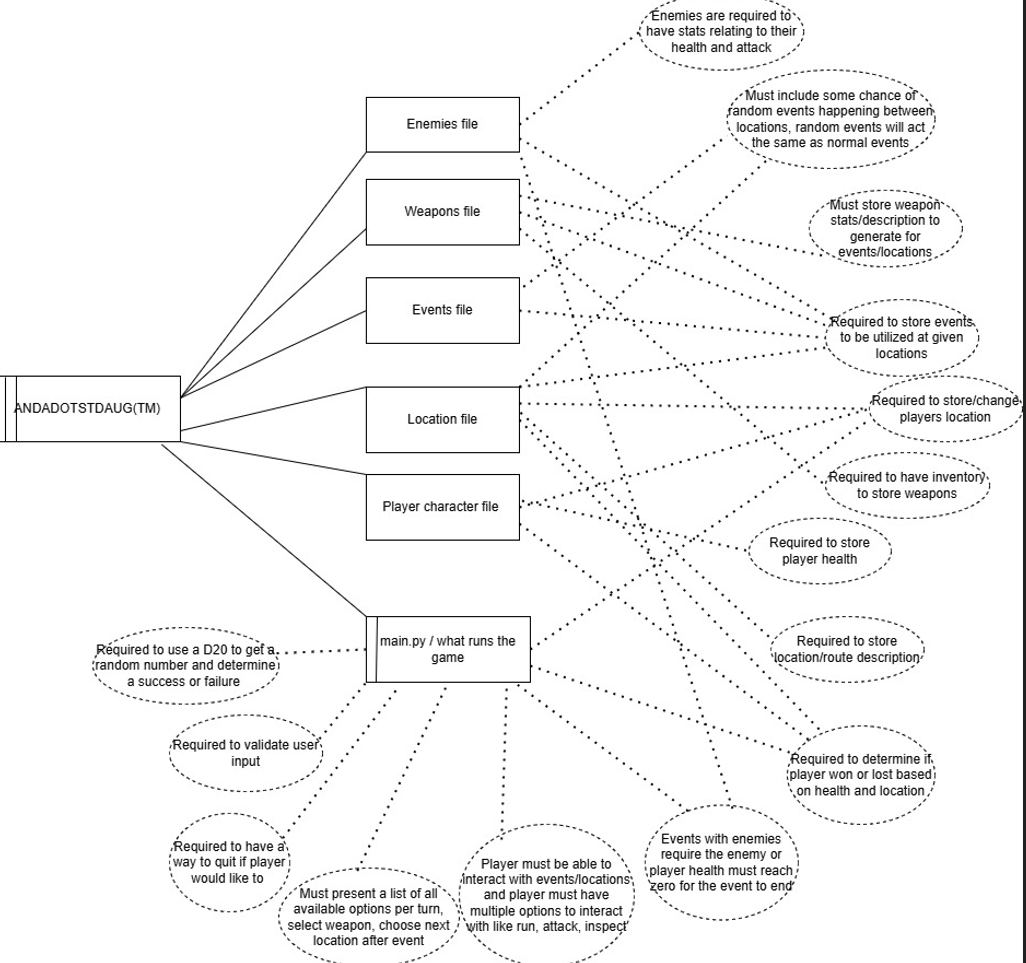 Enemies are required to
have stats relating to their
health and attack
Enemies file
Must include some chance of
random events happening between
locations, random events will act
the same as normal events
Weapons file
Must store weapon
stats/description to
generate for
events/locations
Events file
Required to store events
to be utilized at given
locations
ANDADOTSTDAUG(TM)
Location file
Required to store/change
players location
Player character file
Required to have inventory
to store weapons
Required to store
player health
main.py / what runs the
game
Required to use a D20 to get a
random number and determine
a success or failure
Required to store
location/route description
Required to validate user
input
Required to determine if
player won or lost based
on health and location
Required to have a
way to quit if player
would like to
Must present a list of all
available options per turn,
select weapon, choose next
location after event
Player must be able to
interact with events/locations
and player must have
multiple options to interact
with like run, attack, inspect
Events with enemies
require the enemy or
player health must reach
zero for the event to end